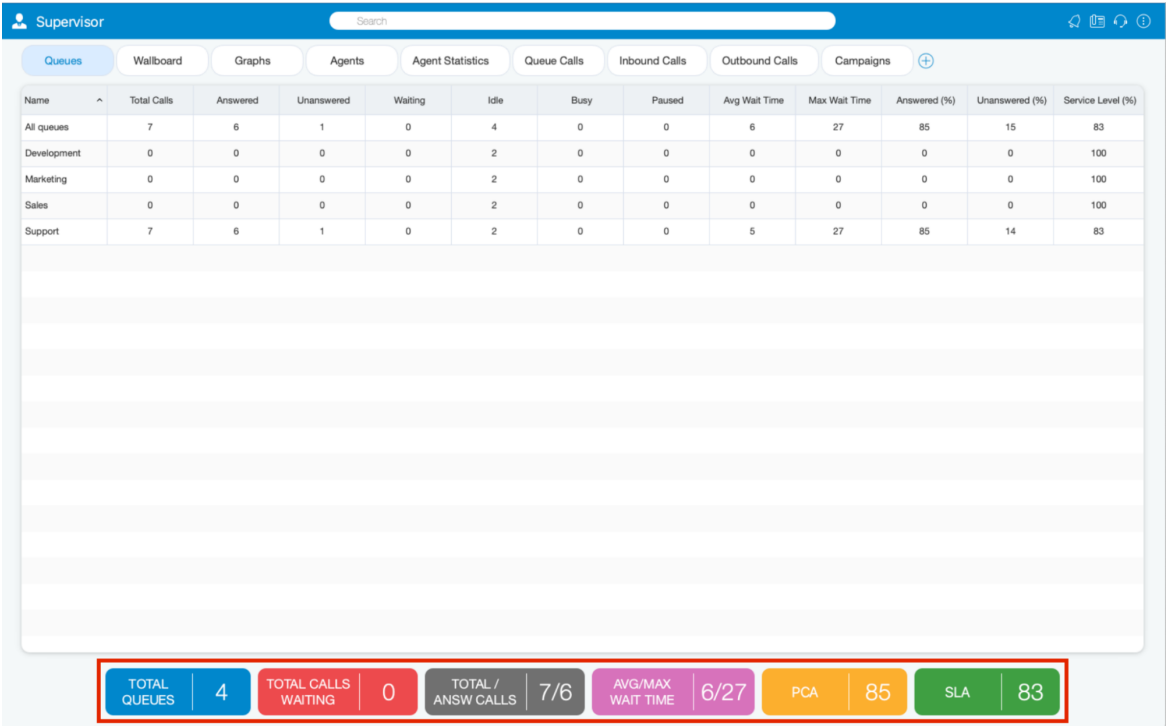 Supervisor
Search
Queues Wallboard Graphs Agents Agent Statistics Queue Calls Inbound Calls Outbound Calls Campaigns
Name Total Calls Answered Unanswered Waiting Idle Busy Paused Avg Wait Time Max Wait Time Answered (%) Unanswered (%) Service Level (%)
All queues 7 6 1 0 4 0 0 6 27 85 15 83
Development 0 0 0 0 2 0 0 0 0 0 0 100
Marketing 0 0 0 0 2 0 0 0 0 0 0 100
Sales 0 0 0 0 2 0 0 0 0 0 0 100
Support 7 6 1 0 2 0 0 5 27 85 14 83
TOTAL
QUEUES
4
TOTAL CALLS
WAITING
0
TOTAL /
ANSW CALLS
7/6
AVG/MAX
WAIT TIME
6/27
PCA
85
SLA
83